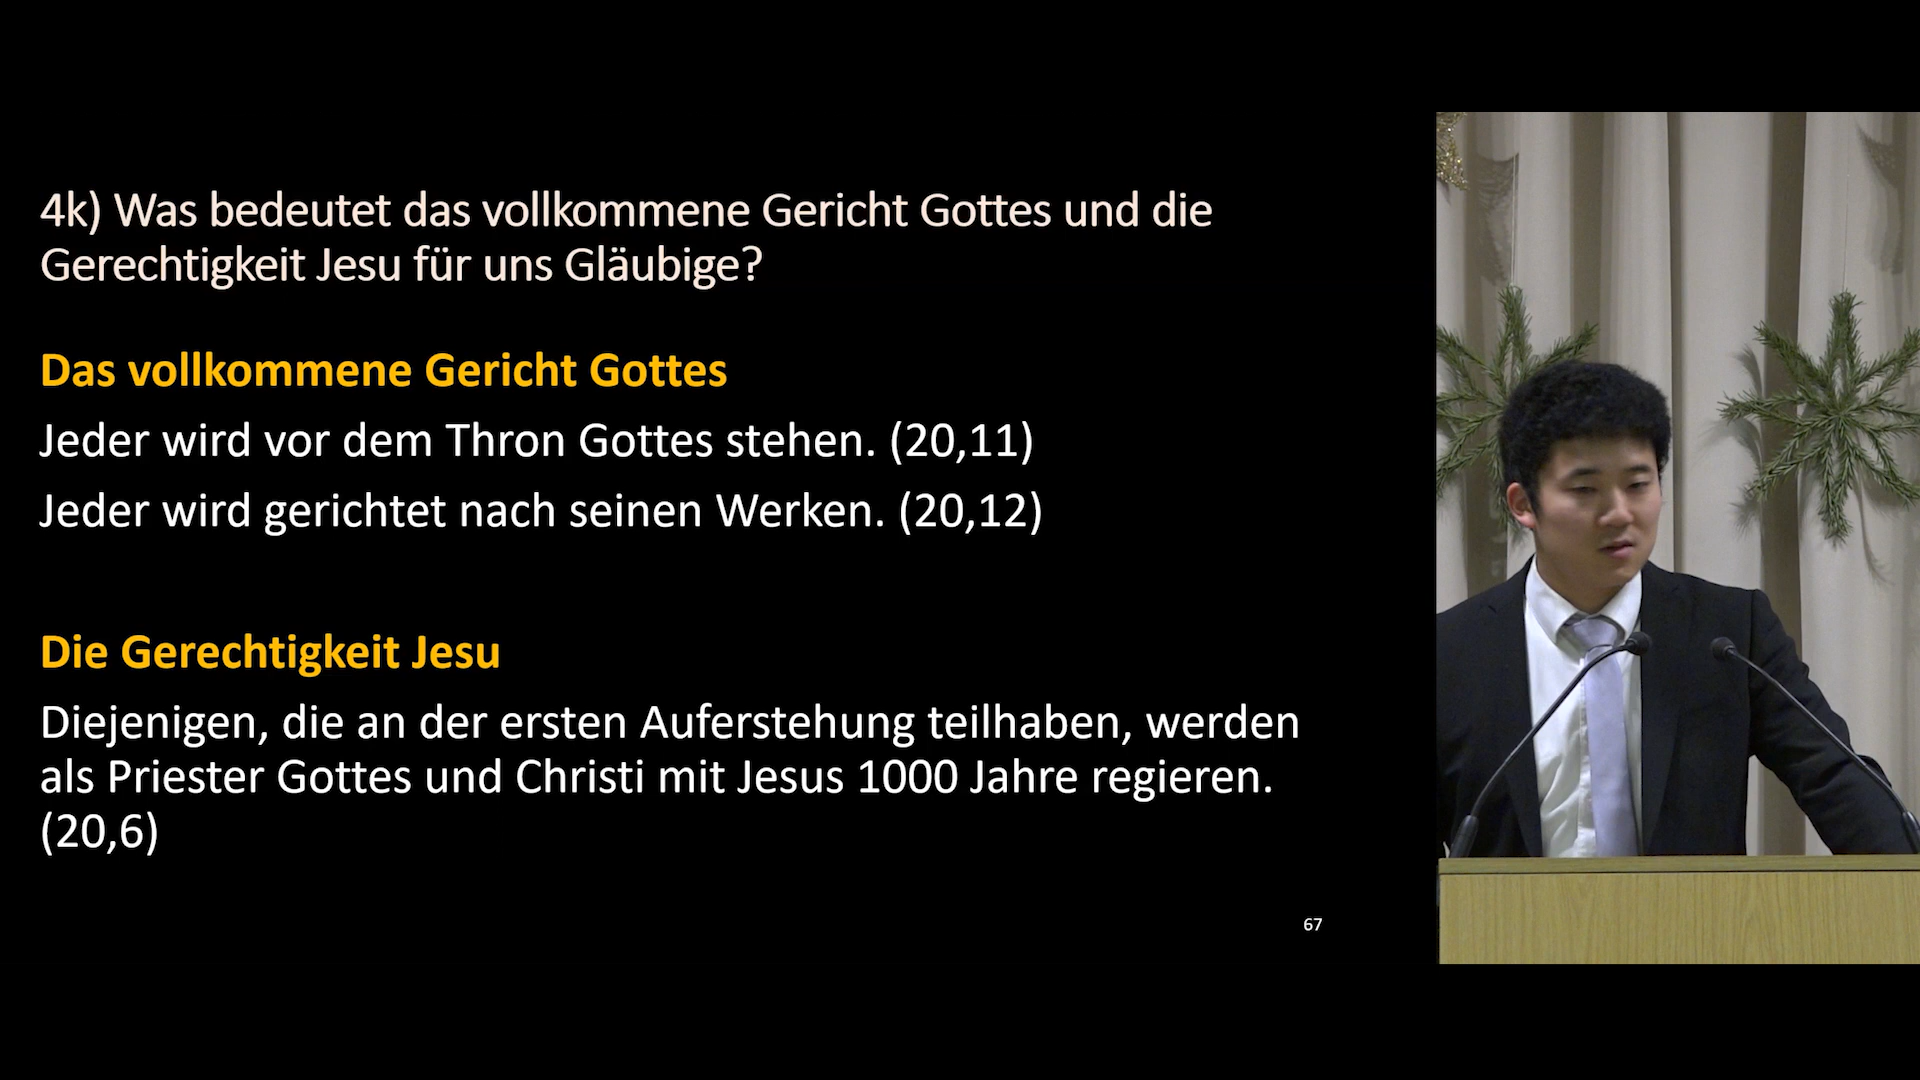 4k) Was bedeutet das vollkommene Gericht Gottes und die
Gerechtigkeit Jesu für uns Gläubige?
Das vollkommene Gericht Gottes
Jeder wird vor dem Thron Gottes stehen. (20,11)
Jeder wird gerichtet nach seinen Werken. (20,12)
Die Gerechtigkeit Jesu
Diejenigen, die an der ersten Auferstehung teilhaben, werden
als Priester Gottes und Christi mit Jesus 1000 Jahre regieren.
(20,6)
67